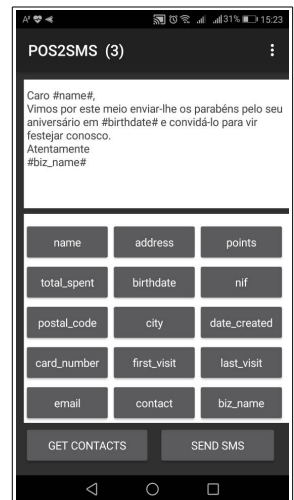 31% 15:23
POS2SMS (3)
Caro #name#,
Vimos por este meio enviar-lhe os parabéns pelo seu
aniversário em #birthdate# e convidá-lo para vir
festejar conosco.
Atentamente
#biz_name#
name address points
total_spent birthdate nif
postal_code city date_created
card_number first_visit last_visit
email contact biz_name
GET CONTACTS SEND SMS